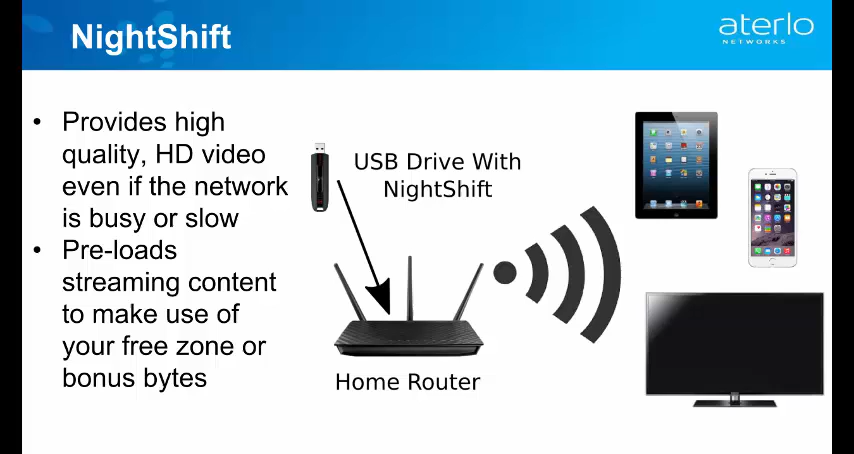 NightShift
aterlo
NETWORKS
• Provides high
quality, HD video
even if the network
is busy or slow
• Pre-loads
streaming content
to make use of
your free zone or
bonus bytes
USB Drive With
NightShift
Home Router